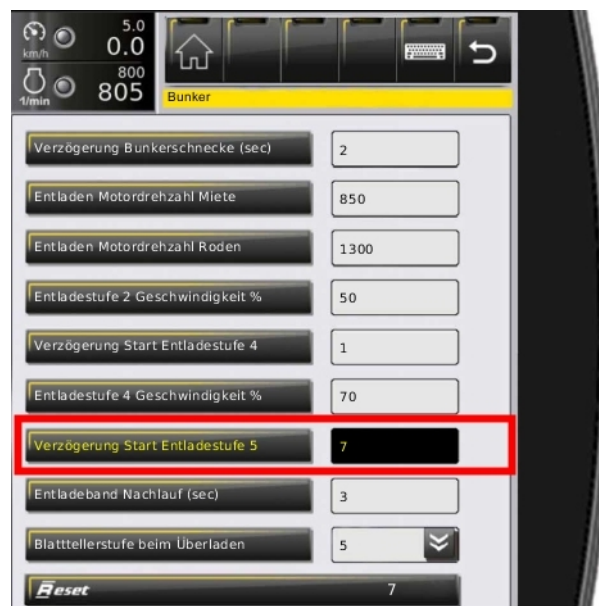 5.0
km/h 0.0
800
1/min 805
Bunker
Verzögerung Bunkerschnecke (sec) 2
Entladen Motordrehzahl Miete 850
Entladen Motordrehzahl Roden 1300
Entladestufe 2 Geschwindigkeit % 50
Verzögerung Start Entladestufe 4 1
Entladestufe 4 Geschwindigkeit % 70
Verzögerung Start Entladestufe 5 7
Entladeband Nachlauf (sec) 3
Blatttellerstufe beim Überladen 5
Reset 7